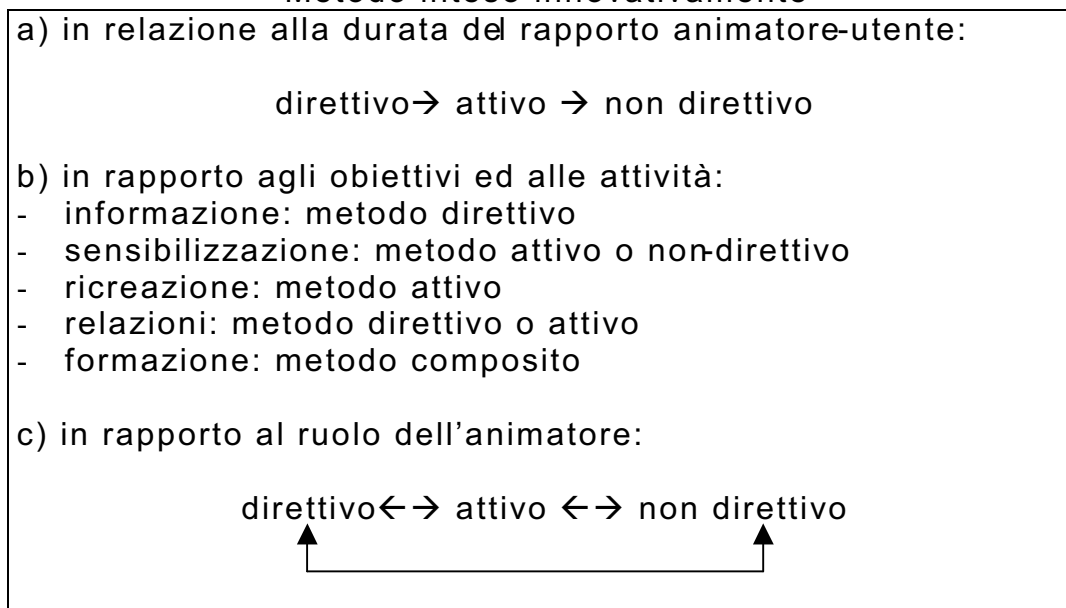 Metodo inteso innovativamente
a) in relazione alla durata del rapporto animatore-utente:
direttivo→ attivo → non direttivo
b) in rapporto agli obiettivi ed alle attività:
- informazione: metodo direttivo
- sensibilizzazione: metodo attivo o non-direttivo
- ricreazione: metodo attivo
- relazioni: metodo direttivo o attivo
- formazione: metodo composito
c) in rapporto al ruolo dell’animatore:
direttivo←→ attivo ←→ non direttivo